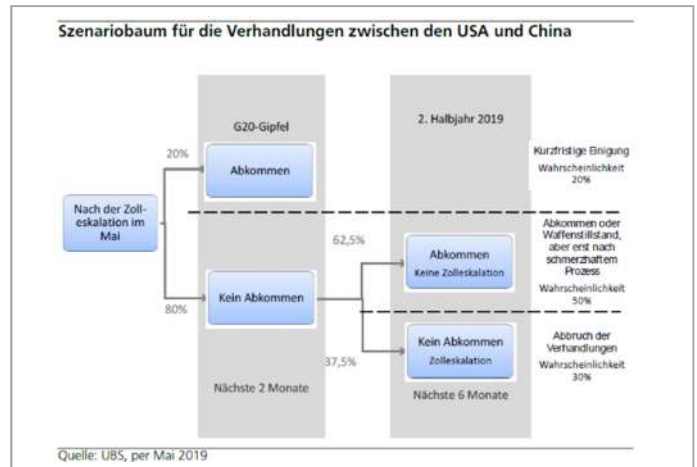 Szenariobaum für die Verhandlungen zwischen den USA und China
G20-Gipfel
2. Halbjahr 2019
20%
Abkommen
Kurzfristige Einigung
Wahrscheinlichkeit
20%
Nach der Zoll-
eskalation im
Mai
62,5%
Abkommen
Keine Zolleskalation
Abkommen oder
Waffenstillstand,
aber erst nach
schmerzhaftem
Prozess
Wahrscheinlichkeit
50%
80%
Kein Abkommen
37,5%
Kein Abkommen
Zolleskalation
Abbruch der
Verhandlungen
Wahrscheinlichkeit
30%
Nächste 2 Monate
Nächste 6 Monate
Quelle: UBS, per Mai 2019